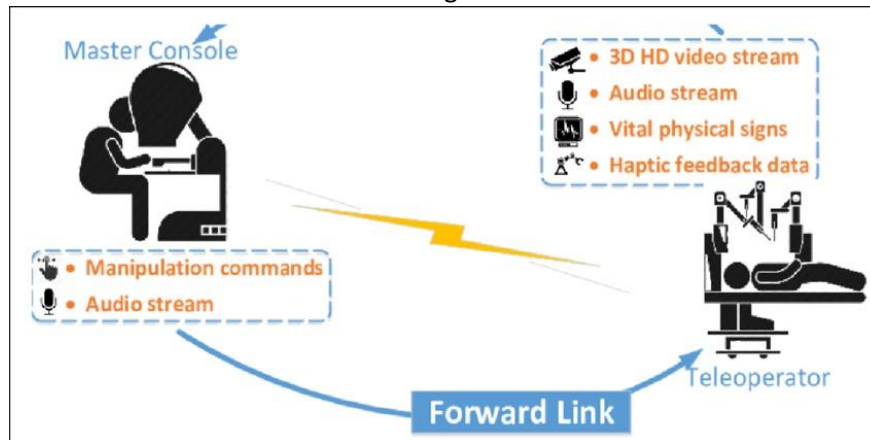 Master Console
• 3D HD video stream
• Audio stream
• Vital physical signs
• Haptic feedback data
• Manipulation commands
• Audio stream
Teleoperator
Forward Link